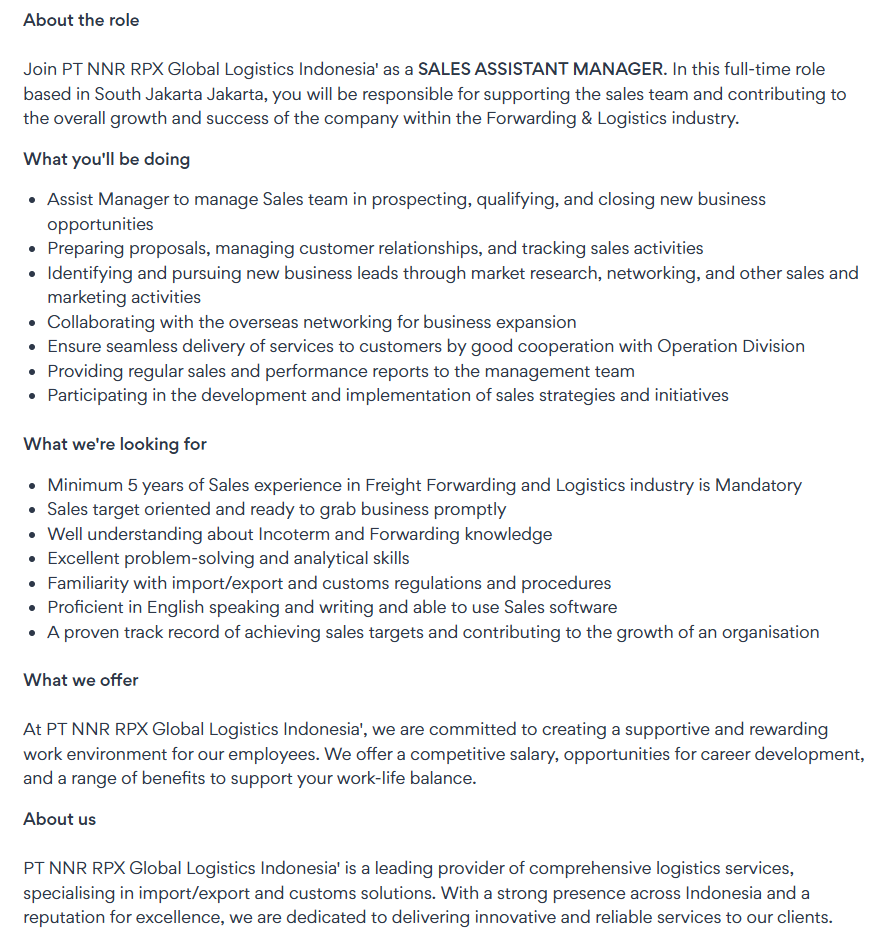 About the role
Join PT NNR RPX Global Logistics Indonesia' as a SALES ASSISTANT MANAGER. In this full-time role
based in South Jakarta Jakarta, you will be responsible for supporting the sales team and contributing to
the overall growth and success of the company within the Forwarding & Logistics industry.
What you'll be doing
• Assist Manager to manage Sales team in prospecting, qualifying, and closing new business
opportunities
• Preparing proposals, managing customer relationships, and tracking sales activities
• Identifying and pursuing new business leads through market research, networking, and other sales and
marketing activities
• Collaborating with the overseas networking for business expansion
• Ensure seamless delivery of services to customers by good cooperation with Operation Division
• Providing regular sales and performance reports to the management team
• Participating in the development and implementation of sales strategies and initiatives
What we're looking for
• Minimum 5 years of Sales experience in Freight Forwarding and Logistics industry is Mandatory
• Sales target oriented and ready to grab business promptly
• Well understanding about Incoterm and Forwarding knowledge
• Excellent problem-solving and analytical skills
• Familiarity with import/export and customs regulations and procedures
• Proficient in English speaking and writing and able to use Sales software
• A proven track record of achieving sales targets and contributing to the growth of an organisation
What we offer
At PT NNR RPX Global Logistics Indonesia', we are committed to creating a supportive and rewarding
work environment for our employees. We offer a competitive salary, opportunities for career development,
and a range of benefits to support your work-life balance.
About us
PT NNR RPX Global Logistics Indonesia' is a leading provider of comprehensive logistics services,
specialising in import/export and customs solutions. With a strong presence across Indonesia and a
reputation for excellence, we are dedicated to delivering innovative and reliable services to our clients.